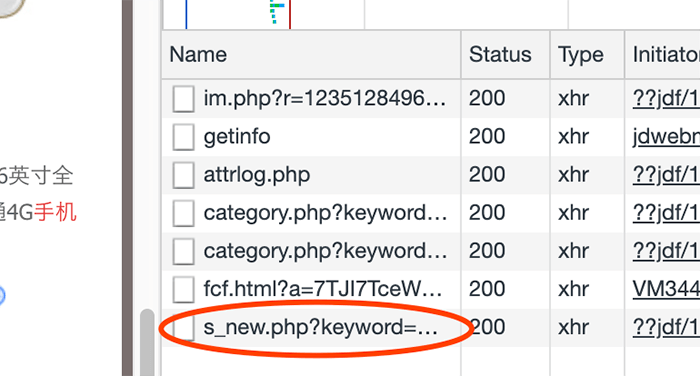 Name Status Type Initiator
im.php?r=1235128496... 200 xhr ??jdf/1
getinfo 200 xhr jdwebm
attrlog.php 200 xhr ??jdf/1
category.php?keyword... 200 xhr ??jdf/1
category.php?keyword... 200 xhr ??jdf/1
fcf.html?a=7TJI7TceW... 200 xhr VM344
s_new.php?keyword=... 200 xhr ??jdf/1
6英寸全
通4G手机